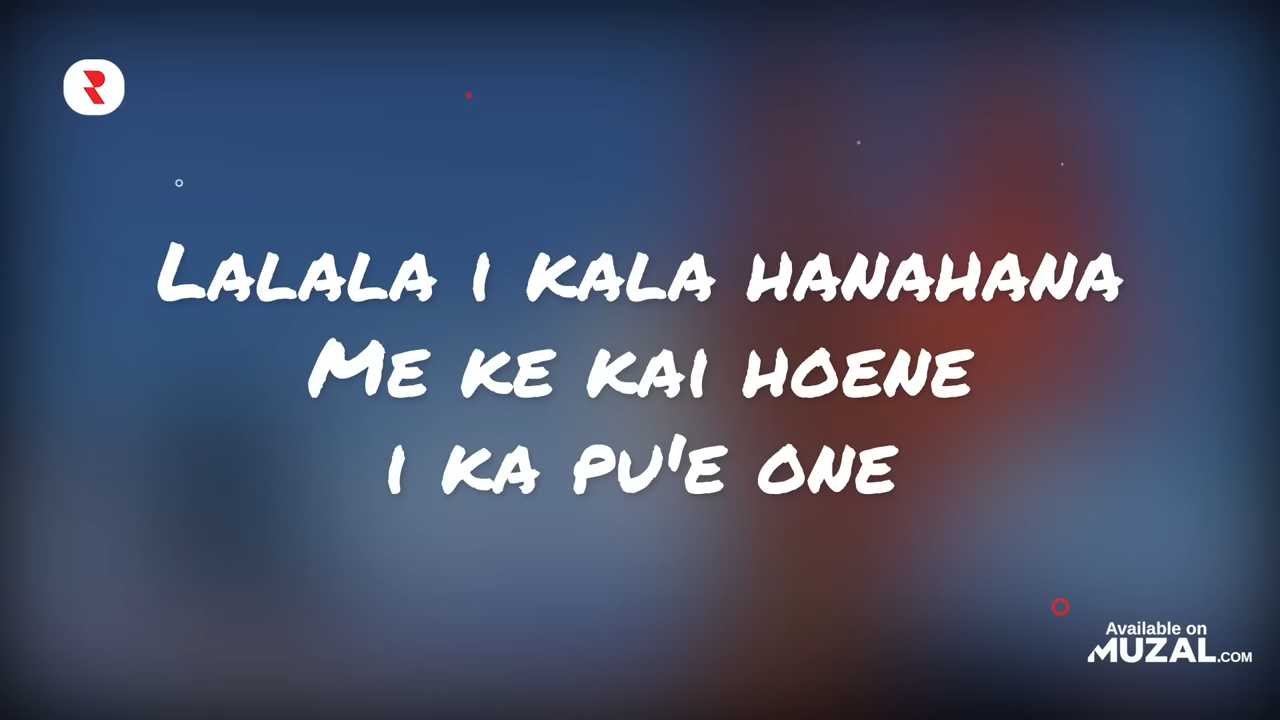 Lalala i kala hanahana
Me ke kai hoene
i ka pu'e one
Available on
MUZAL.COM